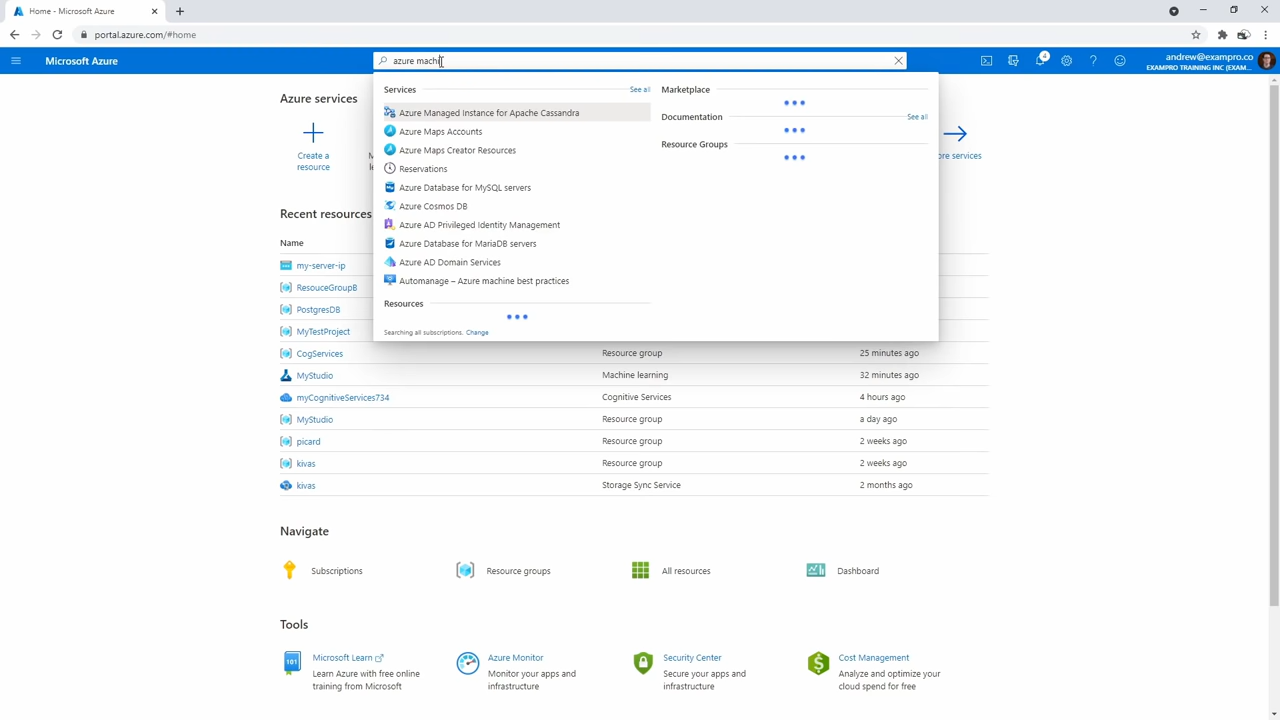 Home - Microsoft Azure
portal.azure.com/#home
Microsoft Azure
azure machi
4
andrew@exampro.co
EXAMPRO TRAINING INC (EXAM...
Services
See all
Azure Managed Instance for Apache Cassandra
Azure Maps Accounts
Azure Maps Creator Resources
Reservations
Azure Database for MySQL servers
Azure Cosmos DB
Azure AD Privileged Identity Management
Azure Database for MariaDB servers
Azure AD Domain Services
Automanage – Azure machine best practices
Resources
Searching all subscriptions. Change
Marketplace
Documentation
See all
Resource Groups
Azure services
Create a
resource
ore services
Recent resources
Name
my-server-ip
ResouceGroupB
PostgresDB
MyTestProject
CogServices Resource group 25 minutes ago
MyStudio Machine learning 32 minutes ago
myCognitiveServices734 Cognitive Services 4 hours ago
MyStudio Resource group a day ago
picard Resource group 2 weeks ago
kivas Resource group 2 weeks ago
kivas Storage Sync Service 2 months ago
Navigate
Subscriptions
Resource groups
All resources
Dashboard
Tools
101
Microsoft Learn
Learn Azure with free online
training from Microsoft
Azure Monitor
Monitor your apps and
infrastructure
Security Center
Secure your apps and
infrastructure
Cost Management
Analyze and optimize your
cloud spend for free